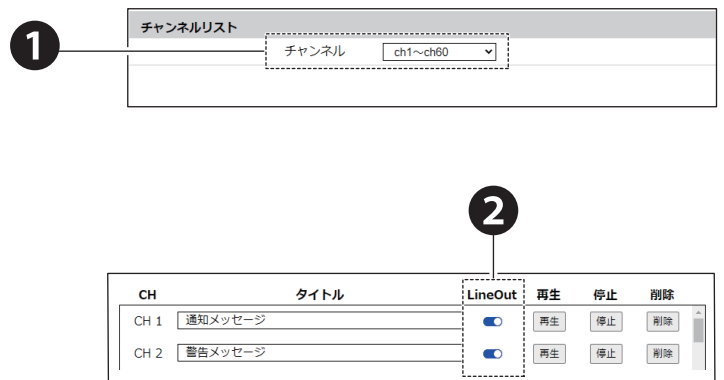 チャンネルリスト
1
チャンネル ch1～ch60
2
CH タイトル LineOut 再生 停止 削除
CH 1 通知メッセージ 再生 停止 削除
CH 2 警告メッセージ 再生 停止 削除